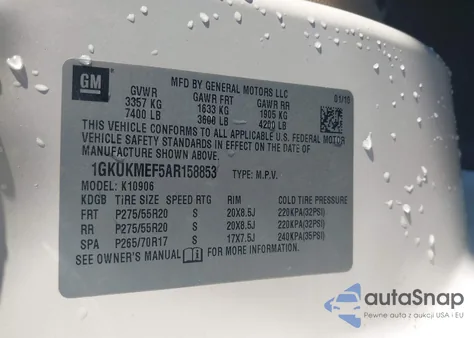 GM
MFD BY GENERAL MOTORS LLC
01/10
GVWR GAWR FRT GAWR RR
3357 KG 1633 KG 1905 KG
7400 LB 3600 LB 4200 LB
THIS VEHICLE CONFORMS TO ALL APPLICABLE U.S. FEDERAL MOTOR
VEHICLE SAFETY STANDARDS IN EFFECT ON THE DATE OF
MANUFACTURE SHOWN ABOVE.
1GKUKMEF5AR158853 TYPE: M.P.V.
MODEL: K10906
KDGB TIRE SIZE SPEED RTG RIM COLD TIRE PRESSURE
FRT P275/55R20 S 20X8.5J 220KPA(32PSI)
RR P275/55R20 S 20X8.5J 220KPA(32PSI)
SPA P265/70R17 S 17X7.5J 240KPA(35PSI)
SEE OWNER'S MANUAL FOR MORE INFORMATION.
autoSnap
Pewne auta z aukcji USA i EU